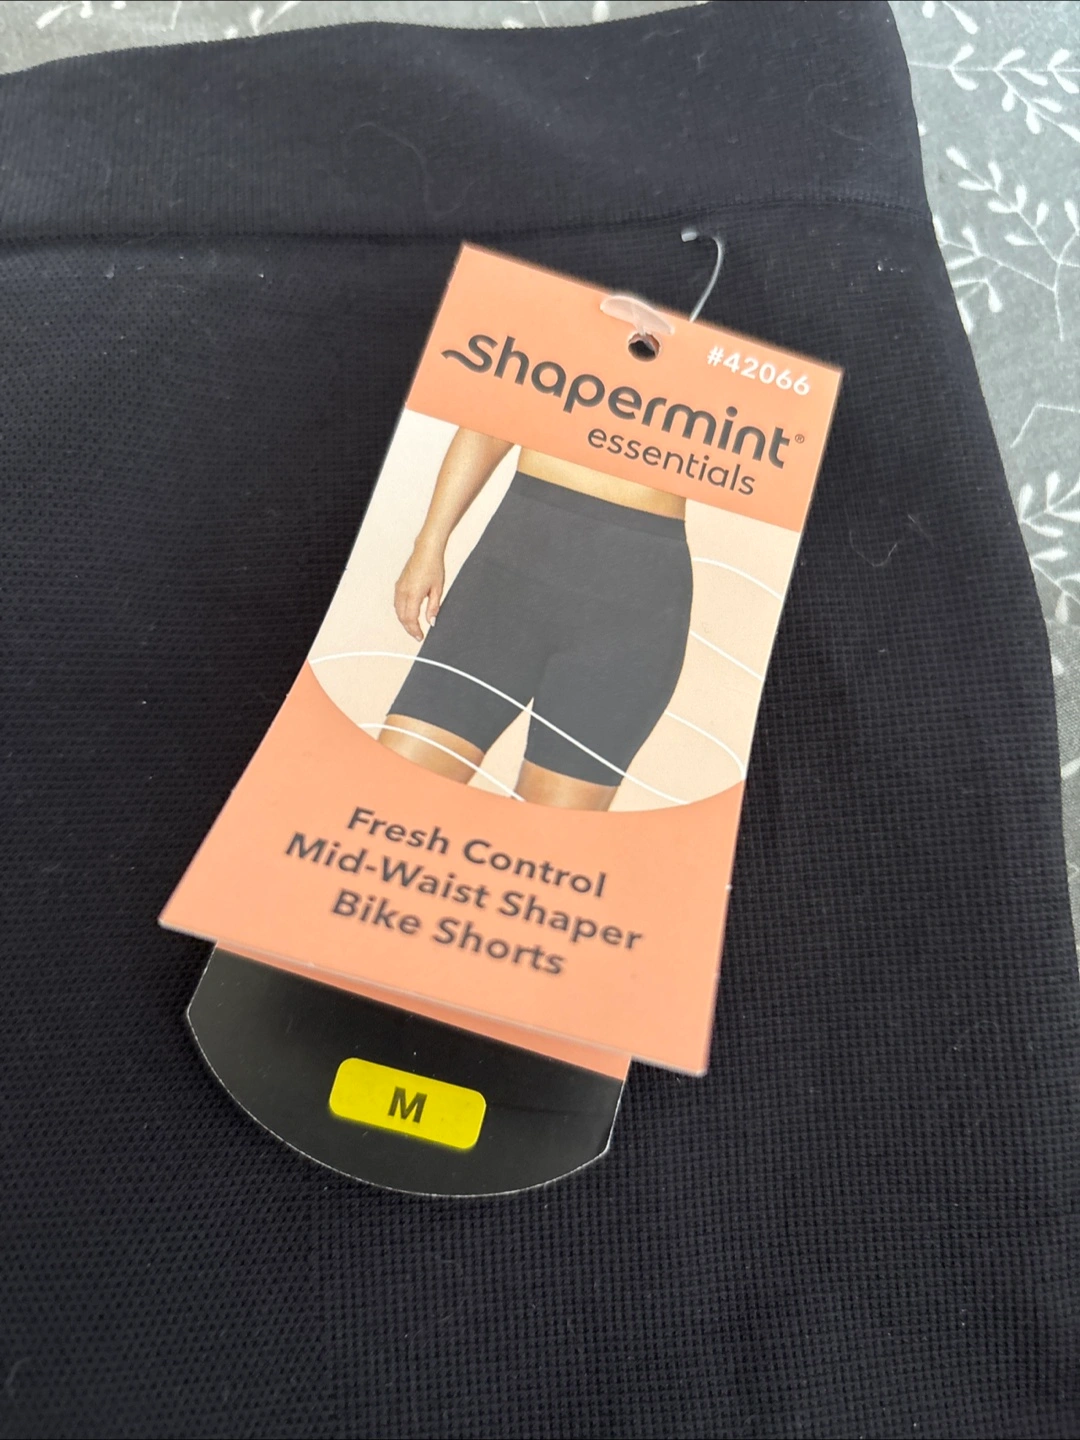 #42066
Shapermint®
essentials
Fresh Control
Mid-Waist Shaper
Bike Shorts
M